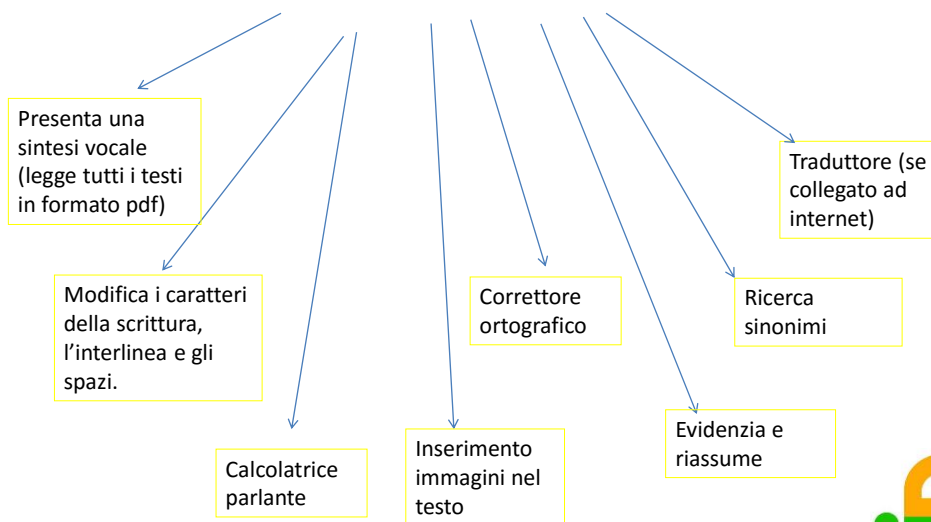 Presenta una
sintesi vocale
(legge tutti i testi
in formato pdf)
Traduttore (se
collegato ad
internet)
Modifica i caratteri
della scrittura,
l’interlinea e gli
spazi.
Correttore
ortografico
Ricerca
sinonimi
Calcolatrice
parlante
Inserimento
immagini nel
testo
Evidenzia e
riassume